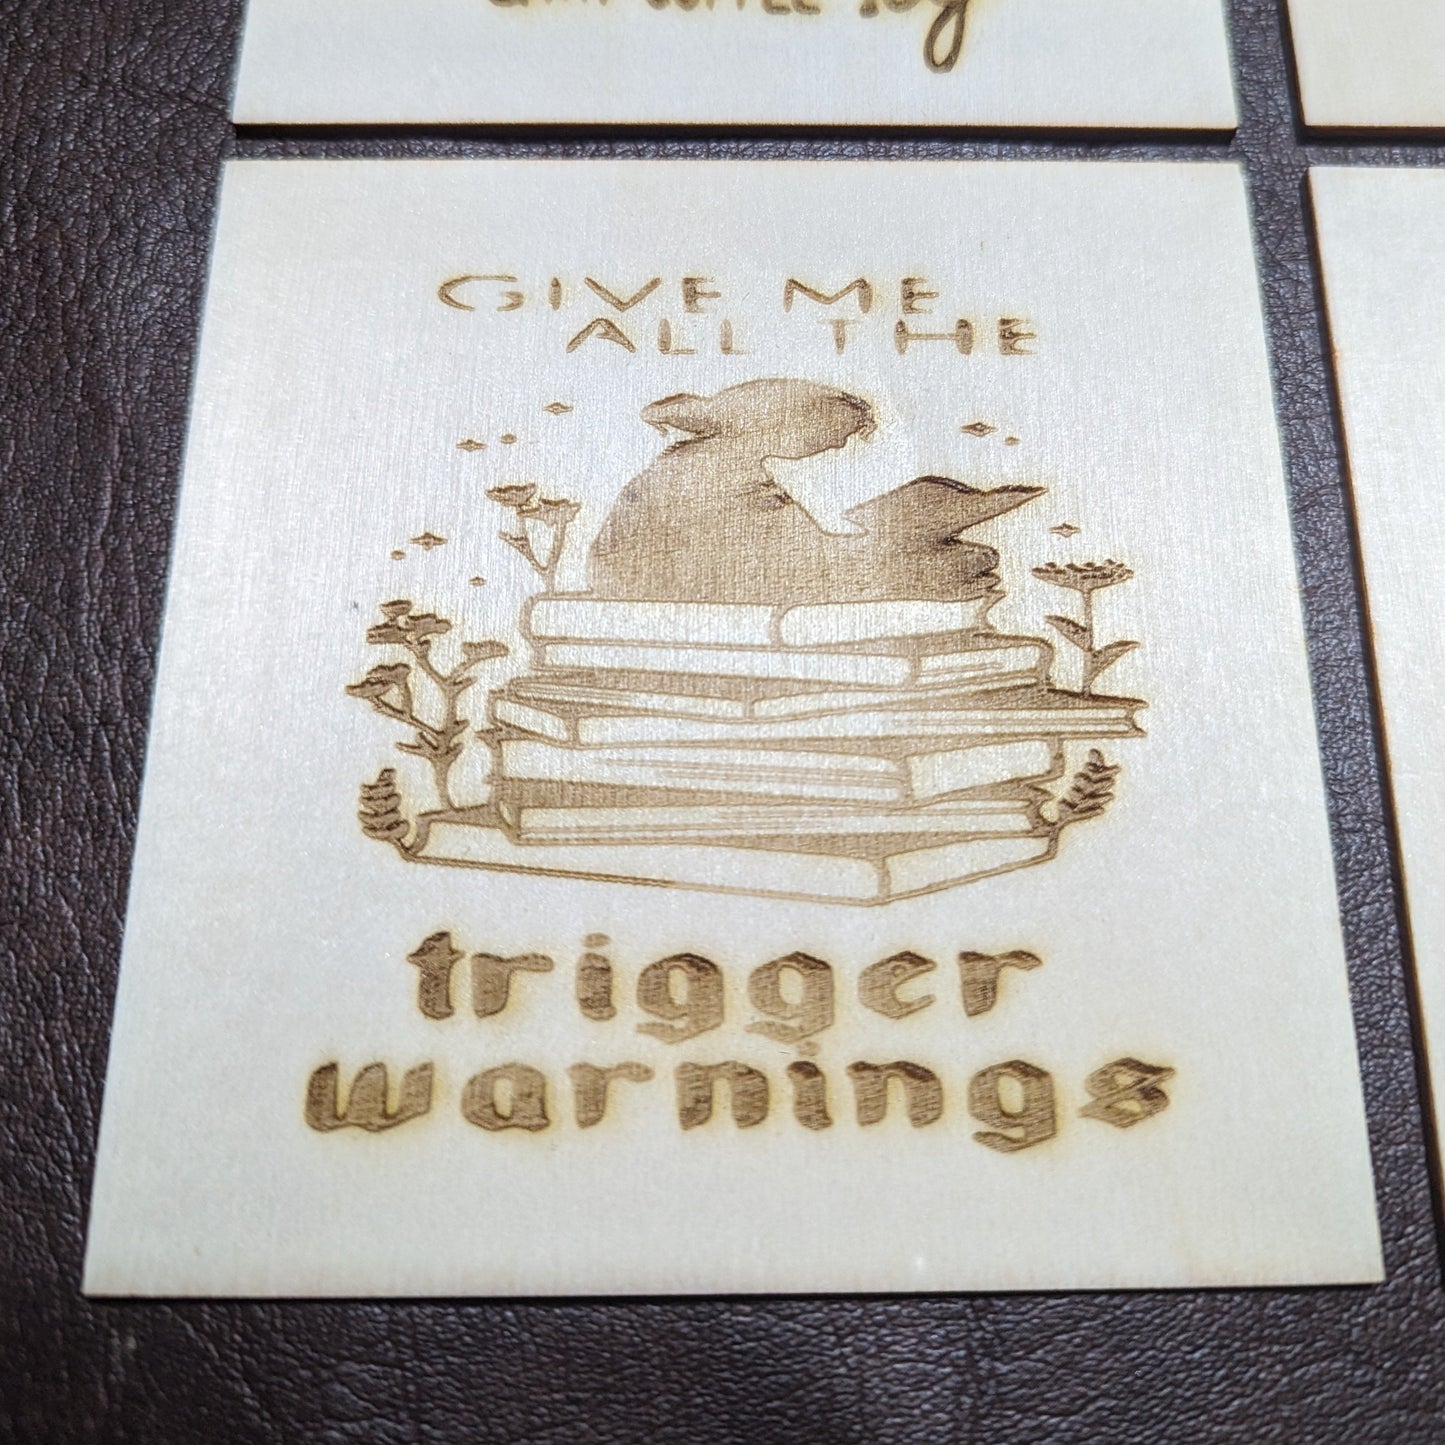 GIVE ME
ALL THE
trigger
warnings